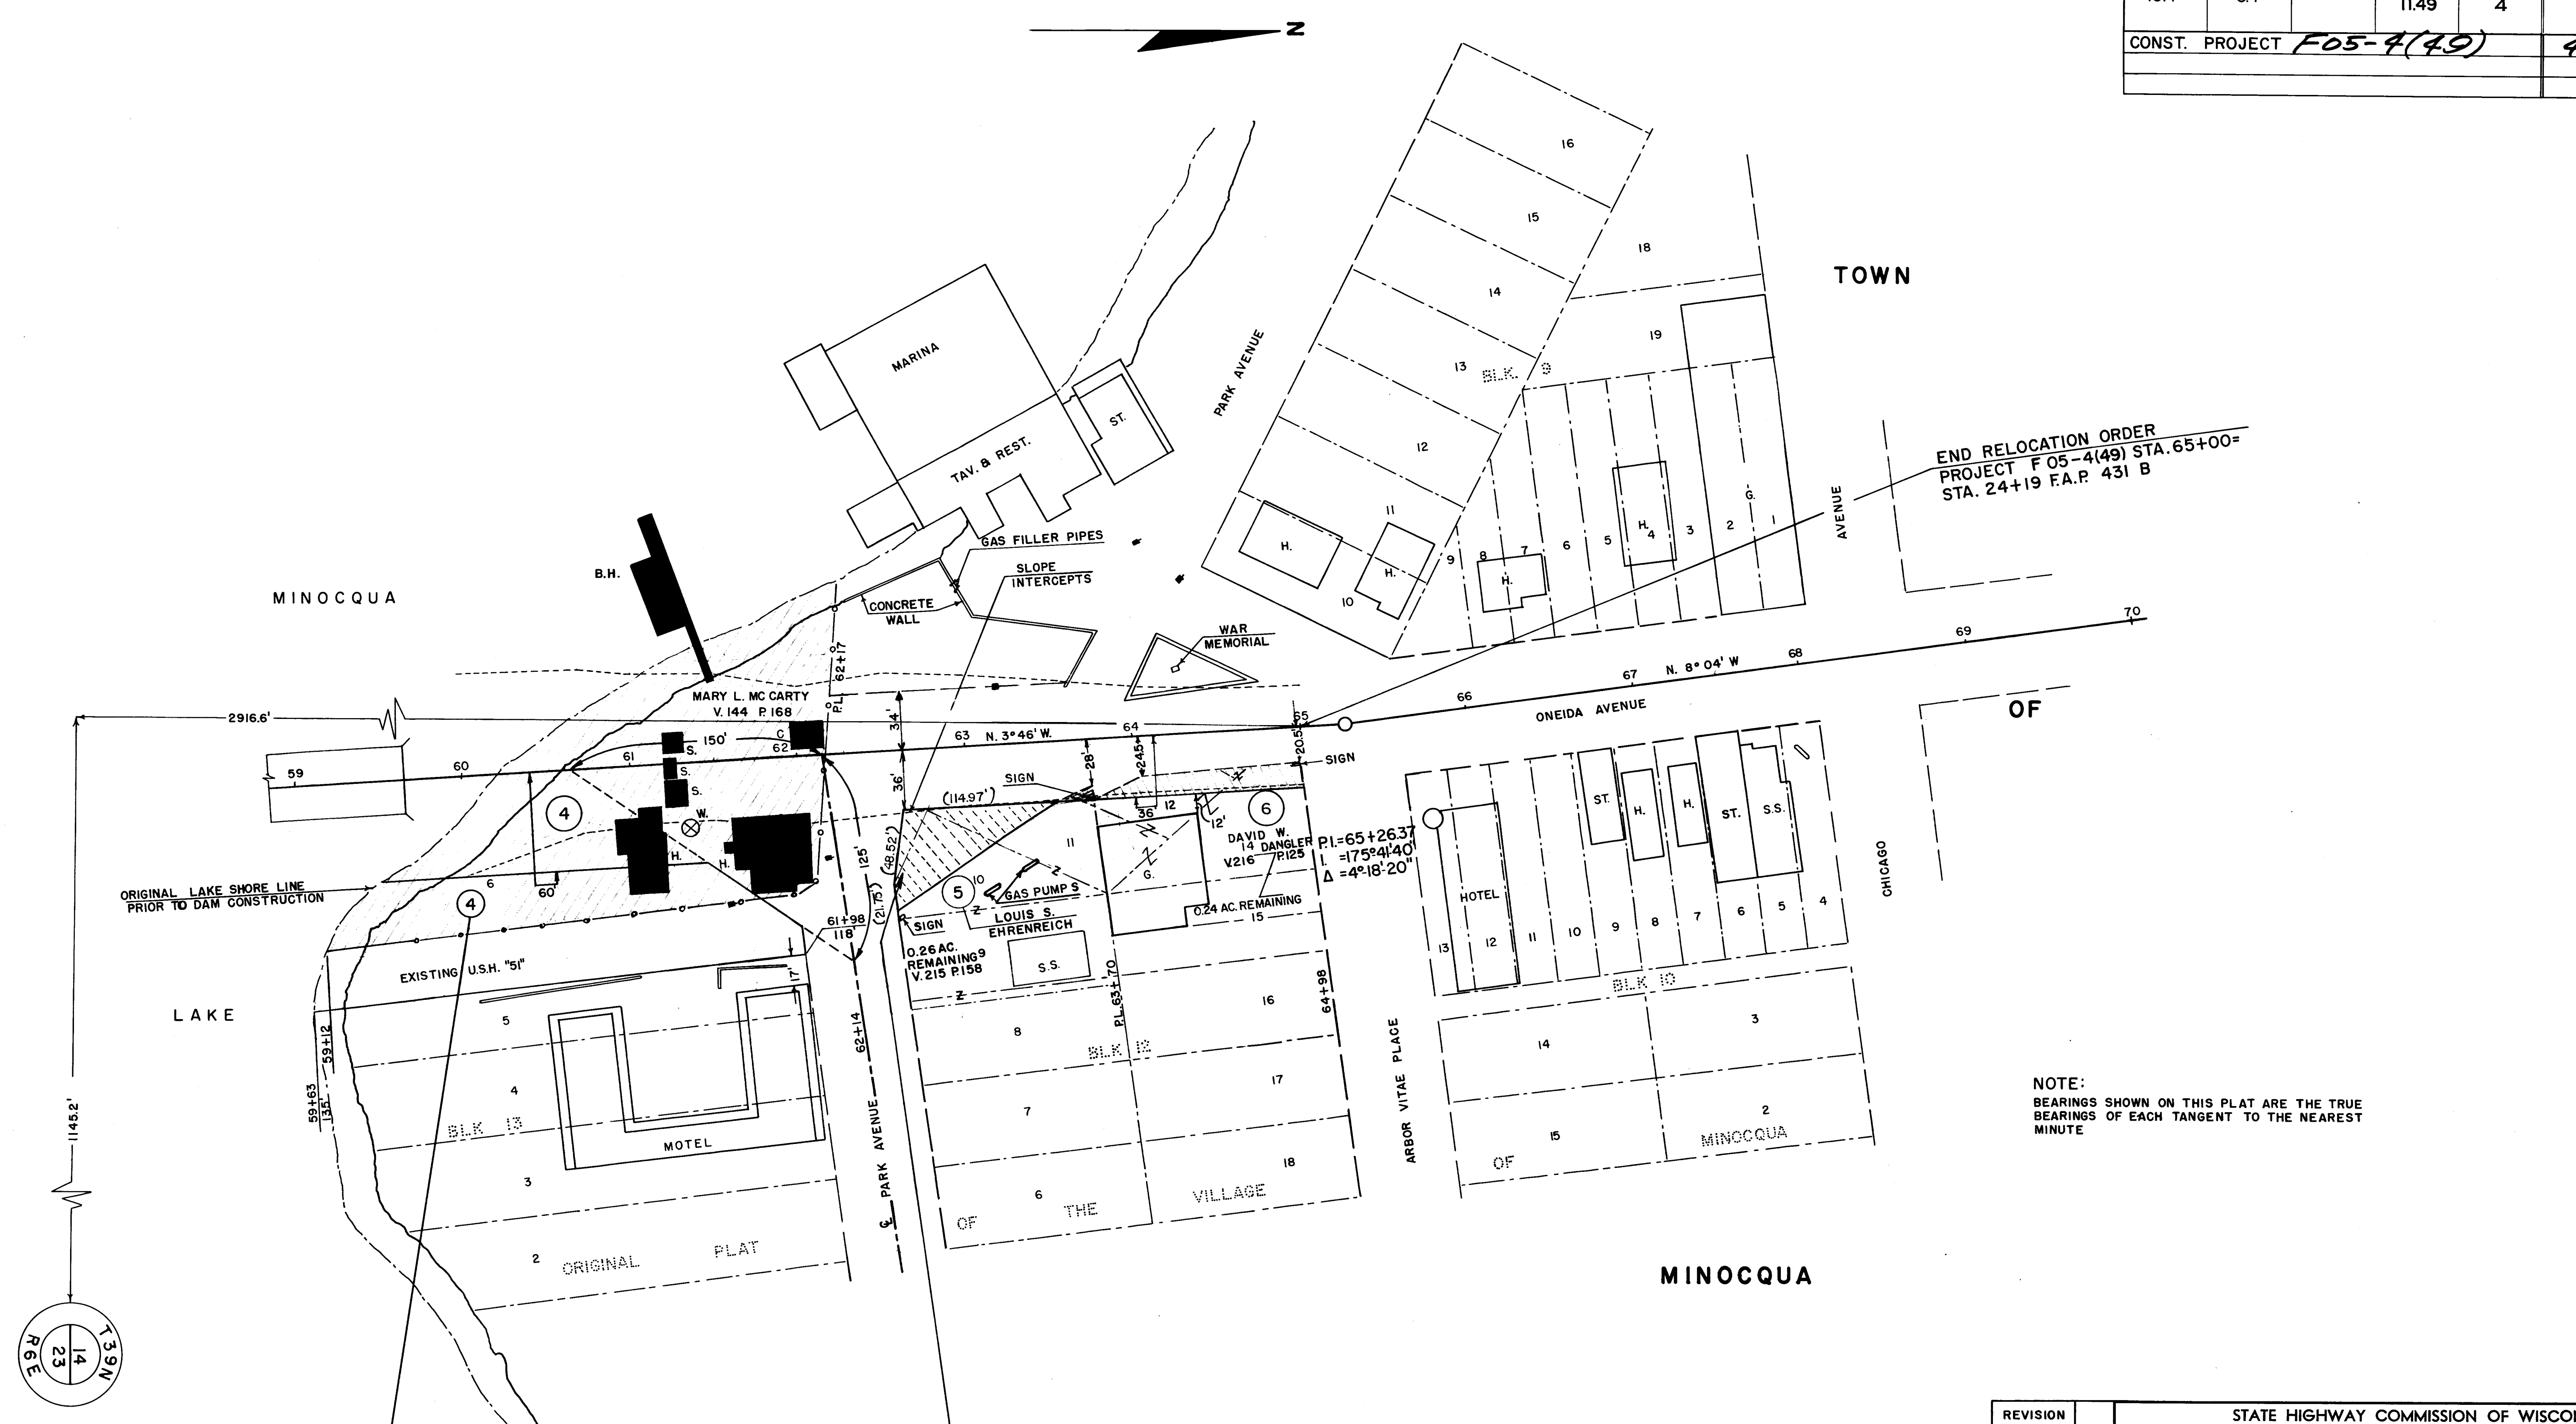 N
11.49 4
CONST. PROJECT F05-4(49)
16
15
14
13
12
11
10
18
19
BLK. 9
TOWN
PARK AVENUE
MARINA
TAV. & REST.
ST.
END RELOCATION ORDER
PROJECT F 05-4(49) STA. 65+00=
STA. 24+19 F.A.P. 431 B
AVENUE
H.
H.
9 8 7 6 5 4 3 2 1
H.
H.
G.
GAS FILLER PIPES
SLOPE
INTERCEPTS
B.H.
MINOCQUA
CONCRETE
WALL
WAR
MEMORIAL
P.L. 62+17
MARY L. MC CARTY
V. 144 P. 168
2916.6'
59
60
61
62
63
64
65
66
67
68
69
70
N. 3°46' W.
N. 8° 04' W
ONEIDA AVENUE
150'
C
S.
S.
S.
W.
H.
H.
34'
36'
28'
24.5'
20.5'
SIGN
SIGN
(114.97')
36'
12
12'
6
DAVID W.
14 DANGLER
V.216 P.125
P.I.=65+26.37
I. =175°41'40"
Δ =4°-18'-20"
4
6
60'
4
ORIGINAL LAKE SHORE LINE
PRIOR TO DAM CONSTRUCTION
125'
(48.52')
(21.75')
61+98
118'
11
10
5
GAS PUMPS
G.
Z
Z
Z
LOUIS S.
EHRENREICH
SIGN
0.24 AC. REMAINING
15
0.26 AC.
REMAINING 9
V. 215 P.158
S.S.
P.L. 63+70
64+98
EXISTING U.S.H. "51"
17'
LAKE
59+12
59+63
135'
1145.2'
62+14
℄ PARK AVENUE
5
4
BLK 13
MOTEL
3
2
ORIGINAL PLAT
8
BLK 12
16
7
17
6
18
OF THE VILLAGE
ARBOR VITAE PLACE
HOTEL
ST.
H.
H.
ST.
S.S.
13 12 11 10 9 8 7 6 5 4
BLK 10
14
3
15
2
OF MINOCQUA
CHICAGO
OF
NOTE:
BEARINGS SHOWN ON THIS PLAT ARE THE TRUE
BEARINGS OF EACH TANGENT TO THE NEAREST
MINUTE
MINOCQUA
T39N
14
23
R6E
REVISION
STATE HIGHWAY COMMISSION OF WISCO